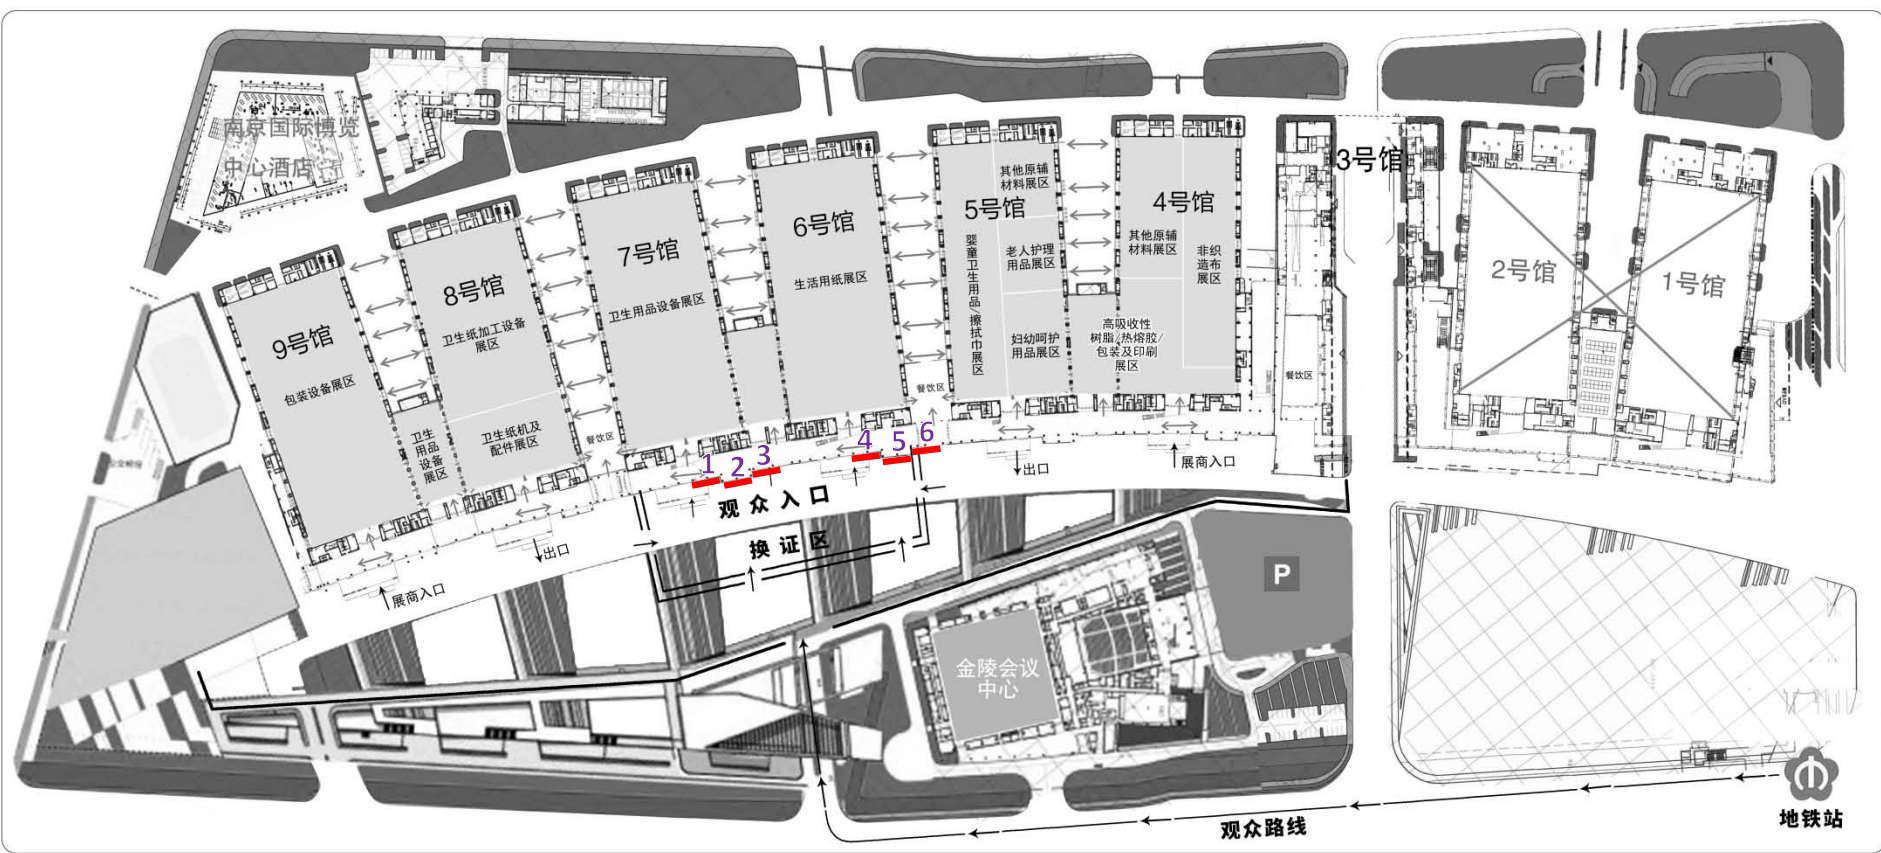 南京国际博览
中心酒店
9号馆
包装设备展区
8号馆
卫生纸加工设备
展区
卫生
用品
设备
展区
卫生纸机及
配件展区
7号馆
卫生用品设备展区
餐饮区
6号馆
生活用纸展区
餐饮区
5号馆
其他原辅
材料展区
婴童卫生用品/擦拭巾展区
老人护理
用品展区
妇幼呵护
用品展区
4号馆
其他原辅
材料展区
非织
造布
展区
高吸收性
树脂/热熔胶/
包装及印刷
展区
3号馆
餐饮区
2号馆
1号馆
1
2
3
4
5
6
观众入口
换证区
出口
展商入口
出口
展商入口
P
金陵会议
中心
观众路线
地铁站